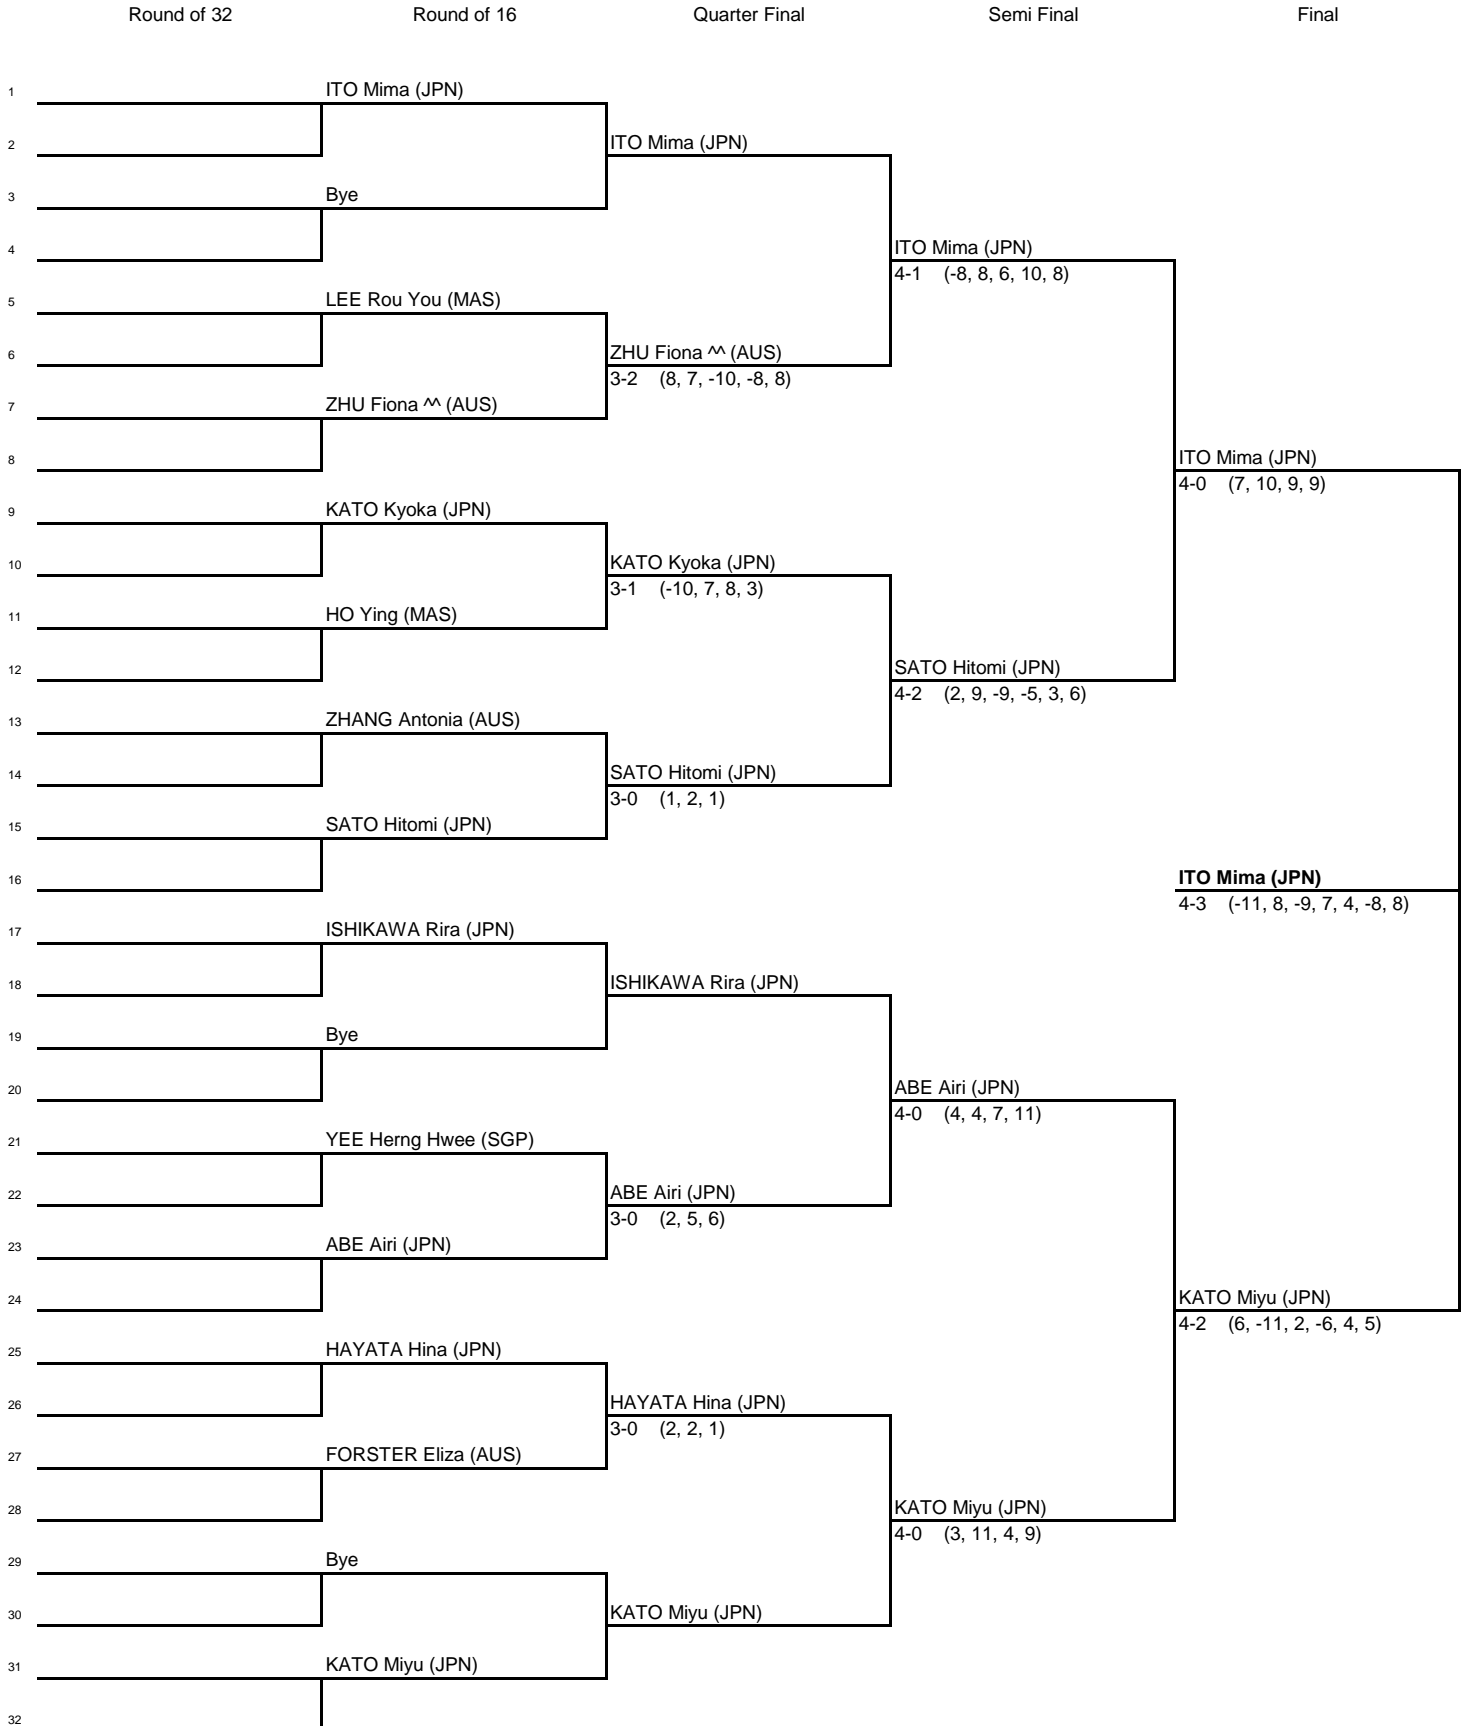 Round of 32 Round of 16 Quarter Final Semi Final Final
1 ITO Mima (JPN)
2 ITO Mima (JPN)
3 Bye
4 ITO Mima (JPN)
4-1 (-8, 8, 6, 10, 8)
5 LEE Rou You (MAS)
6 ZHU Fiona ^^ (AUS)
3-2 (8, 7, -10, -8, 8)
7 ZHU Fiona ^^ (AUS)
8 ITO Mima (JPN)
4-0 (7, 10, 9, 9)
9 KATO Kyoka (JPN)
10 KATO Kyoka (JPN)
3-1 (-10, 7, 8, 3)
11 HO Ying (MAS)
12 SATO Hitomi (JPN)
4-2 (2, 9, -9, -5, 3, 6)
13 ZHANG Antonia (AUS)
14 SATO Hitomi (JPN)
3-0 (1, 2, 1)
15 SATO Hitomi (JPN)
16 ITO Mima (JPN)
4-3 (-11, 8, -9, 7, 4, -8, 8)
17 ISHIKAWA Rira (JPN)
18 ISHIKAWA Rira (JPN)
19 Bye
20 ABE Airi (JPN)
4-0 (4, 4, 7, 11)
21 YEE Herng Hwee (SGP)
22 ABE Airi (JPN)
3-0 (2, 5, 6)
23 ABE Airi (JPN)
24 KATO Miyu (JPN)
4-2 (6, -11, 2, -6, 4, 5)
25 HAYATA Hina (JPN)
26 HAYATA Hina (JPN)
3-0 (2, 2, 1)
27 FORSTER Eliza (AUS)
28 KATO Miyu (JPN)
4-0 (3, 11, 4, 9)
29 Bye
30 KATO Miyu (JPN)
31 KATO Miyu (JPN)
32